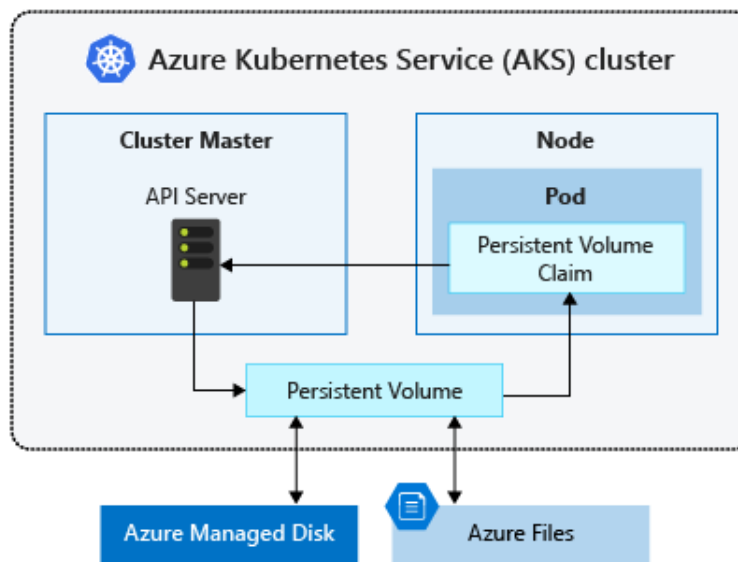 Azure Kubernetes Service (AKS) cluster
Cluster Master
Node
API Server
Pod
Persistent Volume
Claim
Persistent Volume
Azure Managed Disk
Azure Files